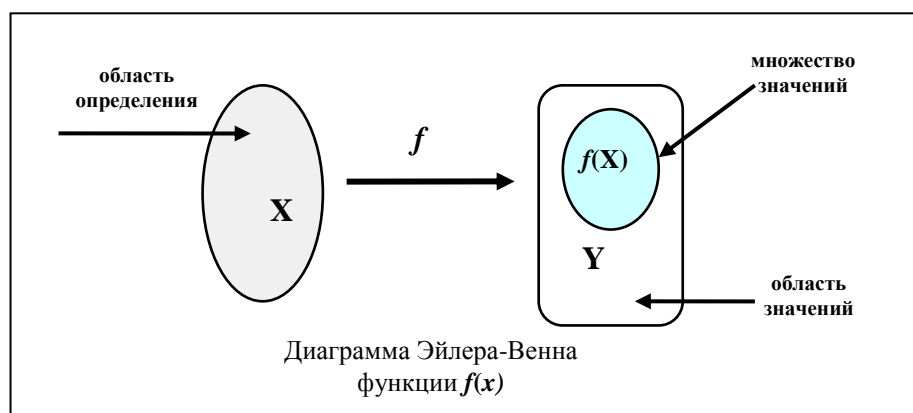 область
определения
множество
значений
f
f(X)
X
Y
область
значений
Диаграмма Эйлера-Венна
функции f(x)